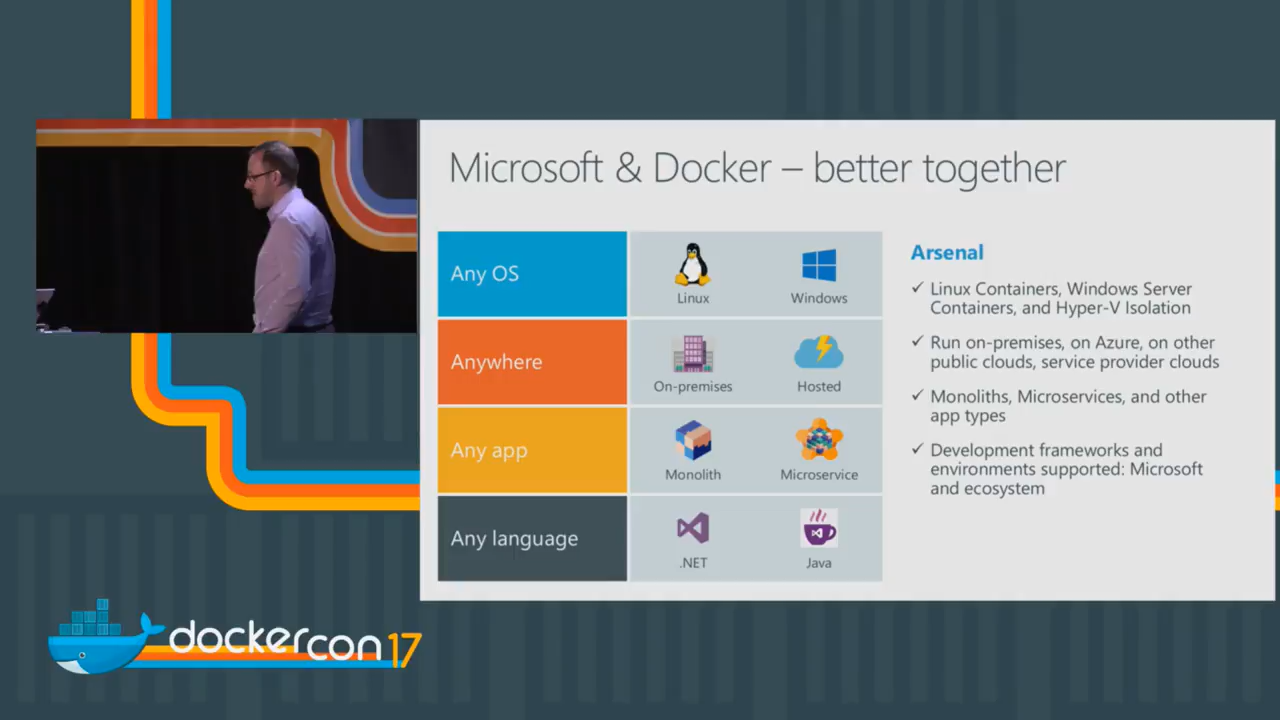 Microsoft & Docker – better together
Any OS
Linux
Windows
Arsenal
✓ Linux Containers, Windows Server
Containers, and Hyper-V Isolation
Anywhere
On-premises
Hosted
✓ Run on-premises, on Azure, on other
public clouds, service provider clouds
Any app
Monolith
Microservice
✓ Monoliths, Microservices, and other
app types
✓ Development frameworks and
environments supported: Microsoft
and ecosystem
Any language
.NET
Java
dockercon 17